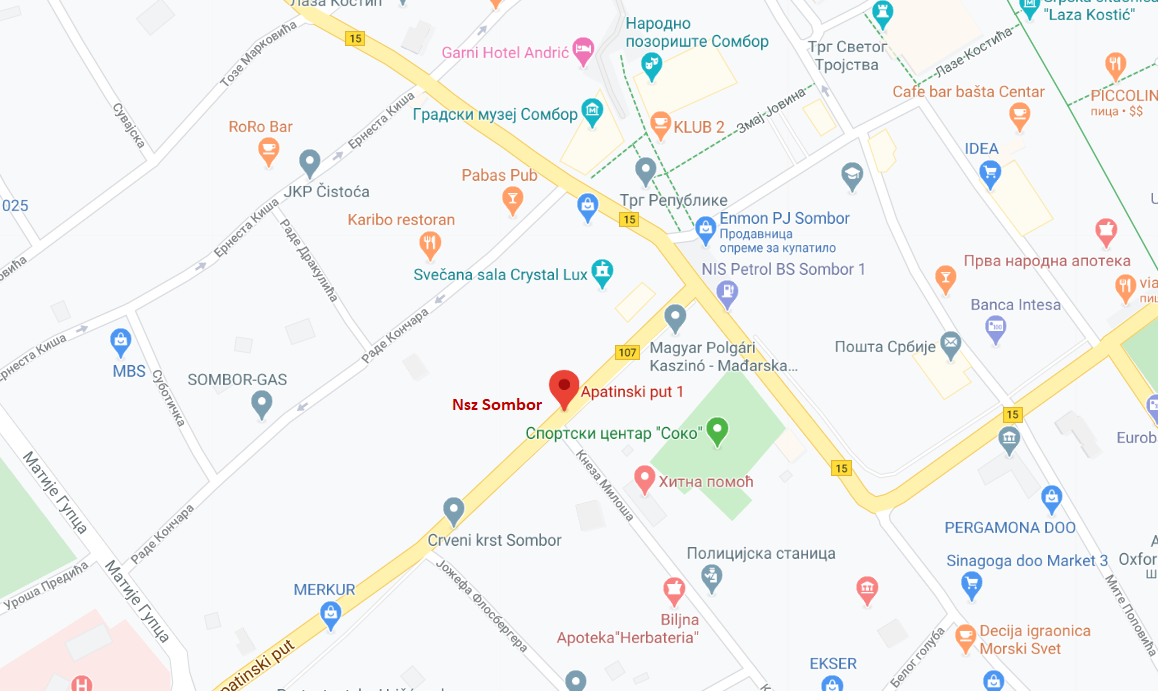 Лаза Костић
Српска
"Laza Kostić"
Народно
позориште Сомбор
15
Garni Hotel Andrić
Трг Светог
Тројства
Лазе Костића
Тозе Марковића
Сувајска
Cafe bar bašta Centar
PICCOLIN
пица • $$
Градски музеј Сомбор
KLUB 2
Змај Јовина
RoRo Bar
Ернеста Киша
IDEA
Pabas Pub
JKP Čistoća
025
Трг Републике
Karibo restoran
15
Enmon PJ Sombor
Продавница
опреме за купатило
Ернеста Киша
Раде Дракулића
Svečana sala Crystal Lux
NIS Petrol BS Sombor 1
Прва народна апотека
via
Banca Intesa
Раде Кончара
Ернеста Киша
MBS
107
Magyar Polgári
Kaszinó - Mađarska...
Пошта Србије
SOMBOR-GAS
Суботичка
Nsz Sombor
Apatinski put 1
15
Спортски центар "Соко"
Eurob
Кнеза Милоша
15
Хитна помоћ
Матије Гупца
Раде Кончара
Crveni krst Sombor
PERGAMONA DOO
Полицијска станица
Sinagoga doo Market 3
Oxfor
Уроша Предића
Матије Гупца
Јожефа Флосбергера
MERKUR
Мите Поповића
Biljna
Apoteka"Herbateria"
Decija igraonica
Morski Svet
Белог голуба
patinski put
EKSER
H